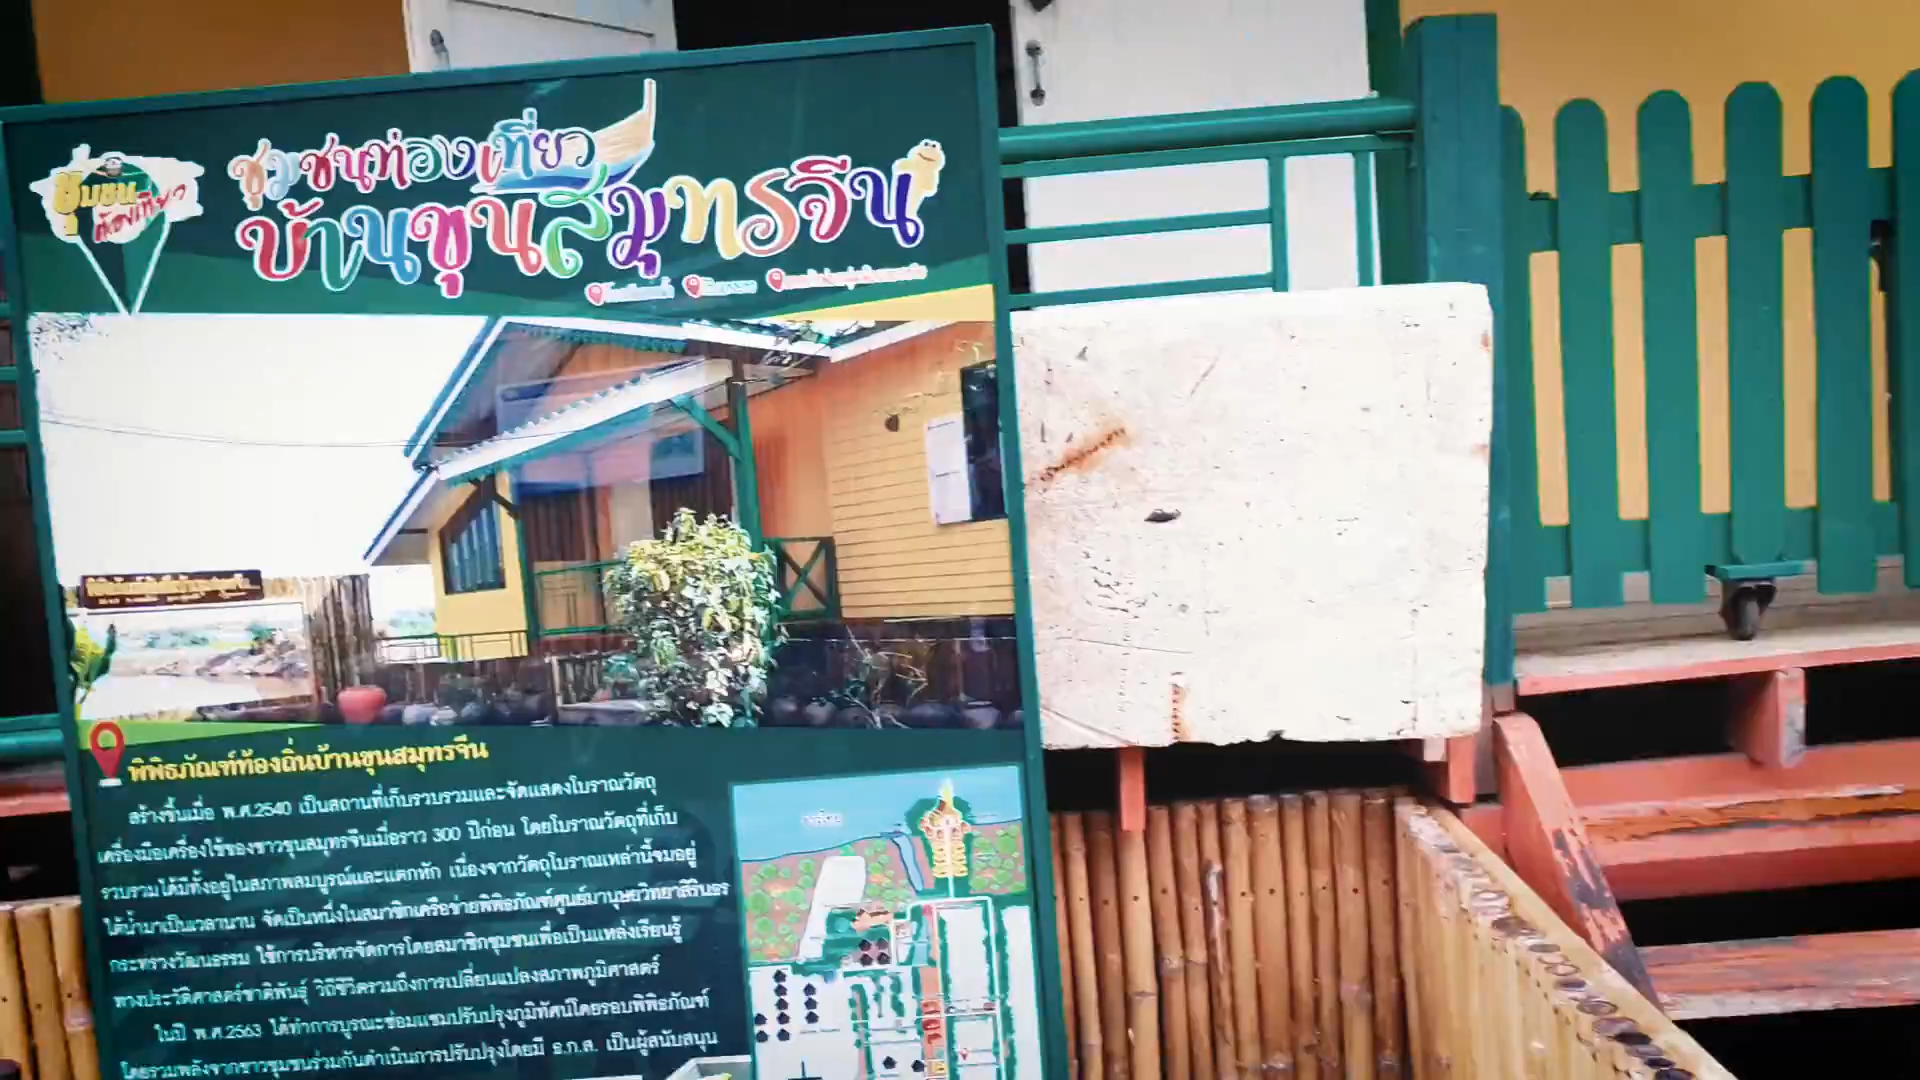 ชุมชน
ต้องเที่ยว
ชุมชนท่องเที่ยว
บ้านขุนสมุทรจีน
พิพิธภัณฑ์ท้องถิ่นบ้านขุนสมุทรจีน
สร้างขึ้นเมื่อ พ.ศ.2540 เป็นสถานที่เก็บรวบรวมและจัดแสดงโบราณวัตถุ
เครื่องมือเครื่องใช้ของชาวขุนสมุทรจีนเมื่อราว 300 ปีก่อน โดยโบราณวัตถุที่เก็บ
รวบรวมได้มีทั้งอยู่ในสภาพสมบูรณ์และแตกหัก เนื่องจากวัตถุโบราณเหล่านี้จมอยู่
ใต้น้ำมาเป็นเวลานาน จัดเป็นหนึ่งในสมาชิกเครือข่ายพิพิธภัณฑ์ศูนย์มานุษยวิทยาสิรินธร
กระทรวงวัฒนธรรม ใช้การบริหารจัดการโดยสมาชิกชุมชนเพื่อเป็นแหล่งเรียนรู้
ทางประวัติศาสตร์ชาติพันธุ์ วิถีชีวิตรวมถึงการเปลี่ยนแปลงสภาพภูมิศาสตร์
ในปี พ.ศ.2563 ได้ทำการบูรณะซ่อมแซมปรับปรุงภูมิทัศน์โดยรอบพิพิธภัณฑ์
โดยรวมพลังจากชาวชุมชนร่วมกันดำเนินการปรับปรุงโดยมี ธ.ก.ส. เป็นผู้สนับสนุน